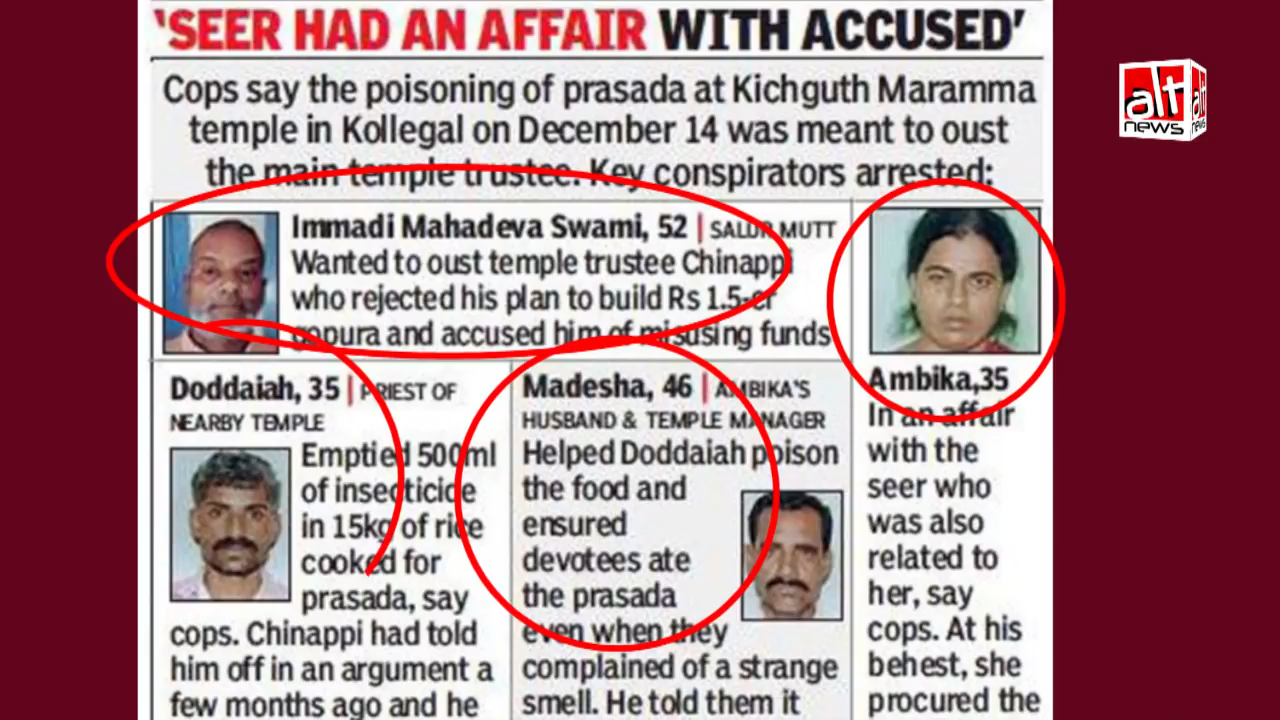 'SEER HAD AN AFFAIR WITH ACCUSED'
Cops say the poisoning of prasada at Kichguth Maramma
temple in Kollegal on December 14 was meant to oust
the main temple trustee. Key conspirators arrested:
Immadi Mahadeva Swami, 52 | SALUR MUTT
Wanted to oust temple trustee Chinappi
who rejected his plan to build Rs 1.5-cr
gopura and accused him of misusing funds
Doddaiah, 35 | PRIEST OF
NEARBY TEMPLE
Emptied 500ml
of insecticide
in 15kg of rice
cooked for
prasada, say
cops. Chinappi had told
him off in an argument a
few months ago and he
Madesha, 46 | AMBIKA'S
HUSBAND & TEMPLE MANAGER
Helped Doddaiah poison
the food and
ensured
devotees ate
the prasada
even when they
complained of a strange
smell. He told them it
Ambika,35
In an affair
with the
seer who
was also
related to
her, say
cops. At his
behest, she
procured the
alt
news
alt
news